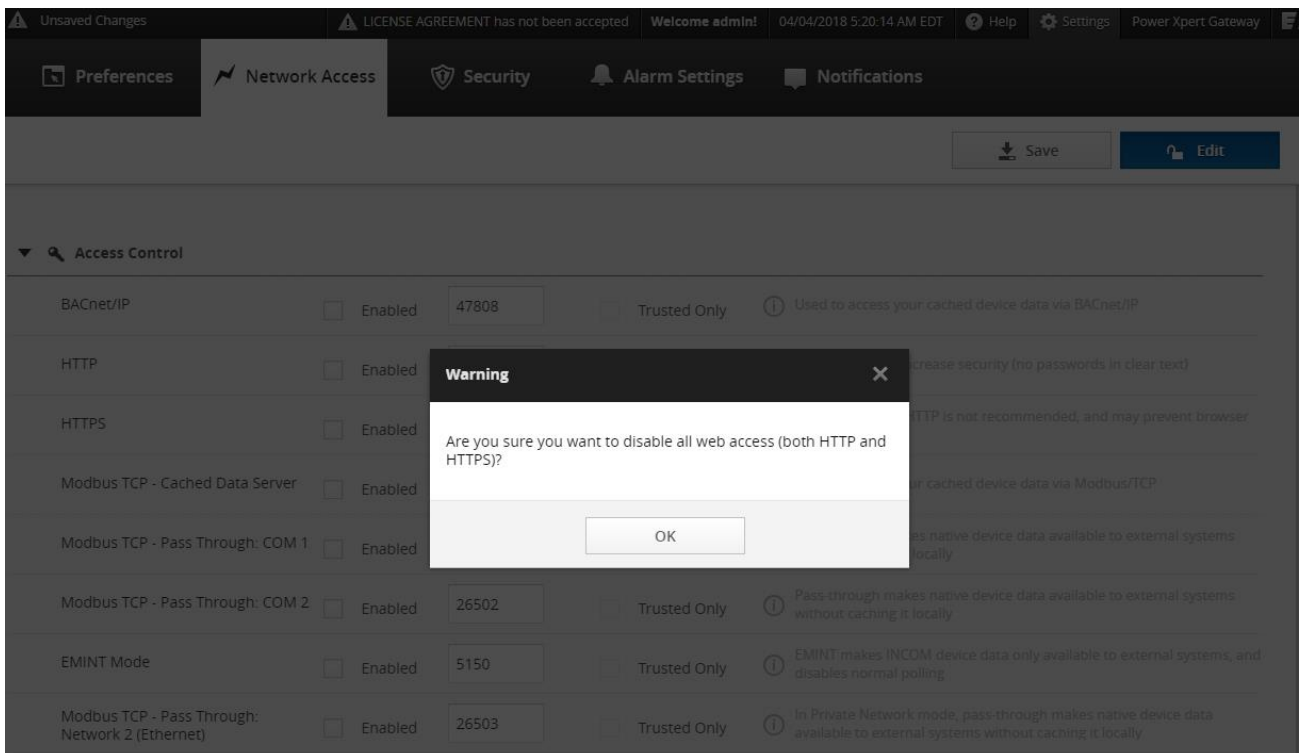 Unsaved Changes
LICENSE AGREEMENT has not been accepted
Welcome admin!
04/04/2018 5:20:14 AM EDT
Help
Settings
Power Xpert Gateway
Preferences
Network Access
Security
Alarm Settings
Notifications
Save
Edit
Access Control
BACnet/IP
Enabled
47808
Trusted Only
Used to access your cached device data via BACnet/IP
HTTP
Enabled
security (no passwords in clear text)
HTTPS
Enabled
is not recommended, and may prevent browser
Warning
Are you sure you want to disable all web access (both HTTP and
HTTPS)?
OK
Modbus TCP - Cached Data Server
Enabled
cached device data via Modbus/TCP
Modbus TCP - Pass Through: COM 1
Enabled
native device data available to external systems
locally
Modbus TCP - Pass Through: COM 2
Enabled
26502
Trusted Only
Pass-through makes native device data available to external systems
without caching it locally
EMINT Mode
Enabled
5150
Trusted Only
EMINT makes INCOM device data only available to external systems, and
disables normal polling
Modbus TCP - Pass Through:
Network 2 (Ethernet)
Enabled
26503
Trusted Only
In Private Network mode, pass-through makes native device data
available to external systems without caching it locally